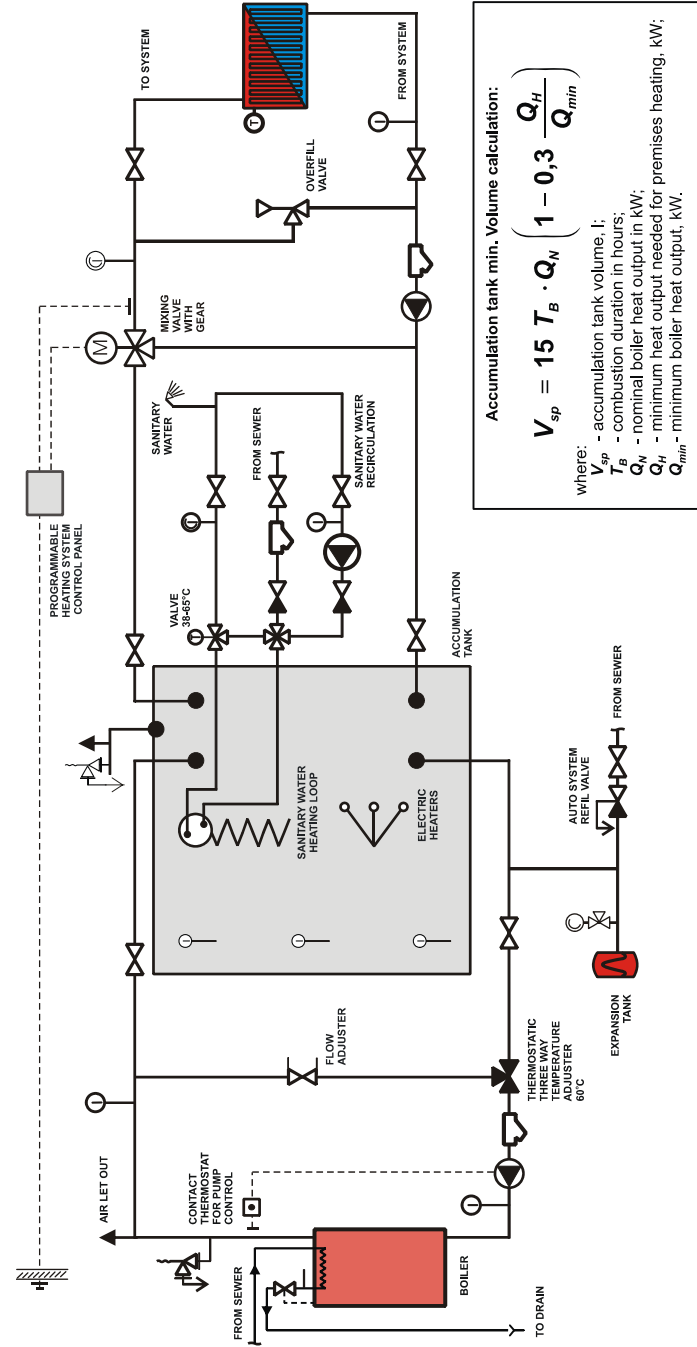 TO SYSTEM
T
FROM SYSTEM
OVERFILL
VALVE
MIXING
VALVE
WITH
GEAR
M
PROGRAMMABLE
HEATING SYSTEM
CONTROL PANEL
SANITARY
WATER
FROM SEWER
SANITARY WATER
RECIRCULATION
VALVE
38-65°C
ACCUMULATION
TANK
SANITARY WATER
HEATING LOOP
ELECTRIC
HEATERS
FROM SEWER
AUTO SYSTEM
REFIL VALVE
EXPANSION
TANK
FLOW
ADJUSTER
THERMOSTATIC
THREE WAY
TEMPERATURE
ADJUSTER
60°C
AIR LET OUT
CONTACT
THERMOSTAT
FOR PUMP
CONTROL
BOILER
FROM SEWER
TO DRAIN
Accumulation tank min. Volume calculation:
V_sp = 15 T_B · Q_N (1 – 0,3 Q_H / Q_min)
where:
V_sp - accumulation tank volume, l;
T_B - combustion duration in hours;
Q_N - nominal boiler heat output in kW;
Q_H - minimum heat output needed for premises heating, kW;
Q_min - minimum boiler heat output, kW.